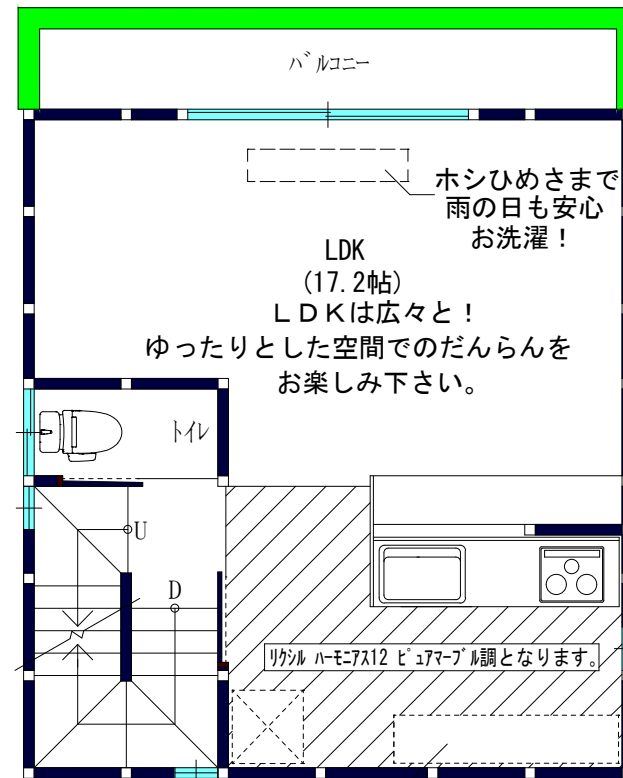 バルコニー
ホシひめさまで
雨の日も安心
お洗濯！
LDK
(17.2帖)
ＬＤＫは広々と！
ゆったりとした空間でのだんらんを
お楽しみ下さい。
トイレ
U
D
リクシル ハーモニアス12 ピュアマーブル調となります。